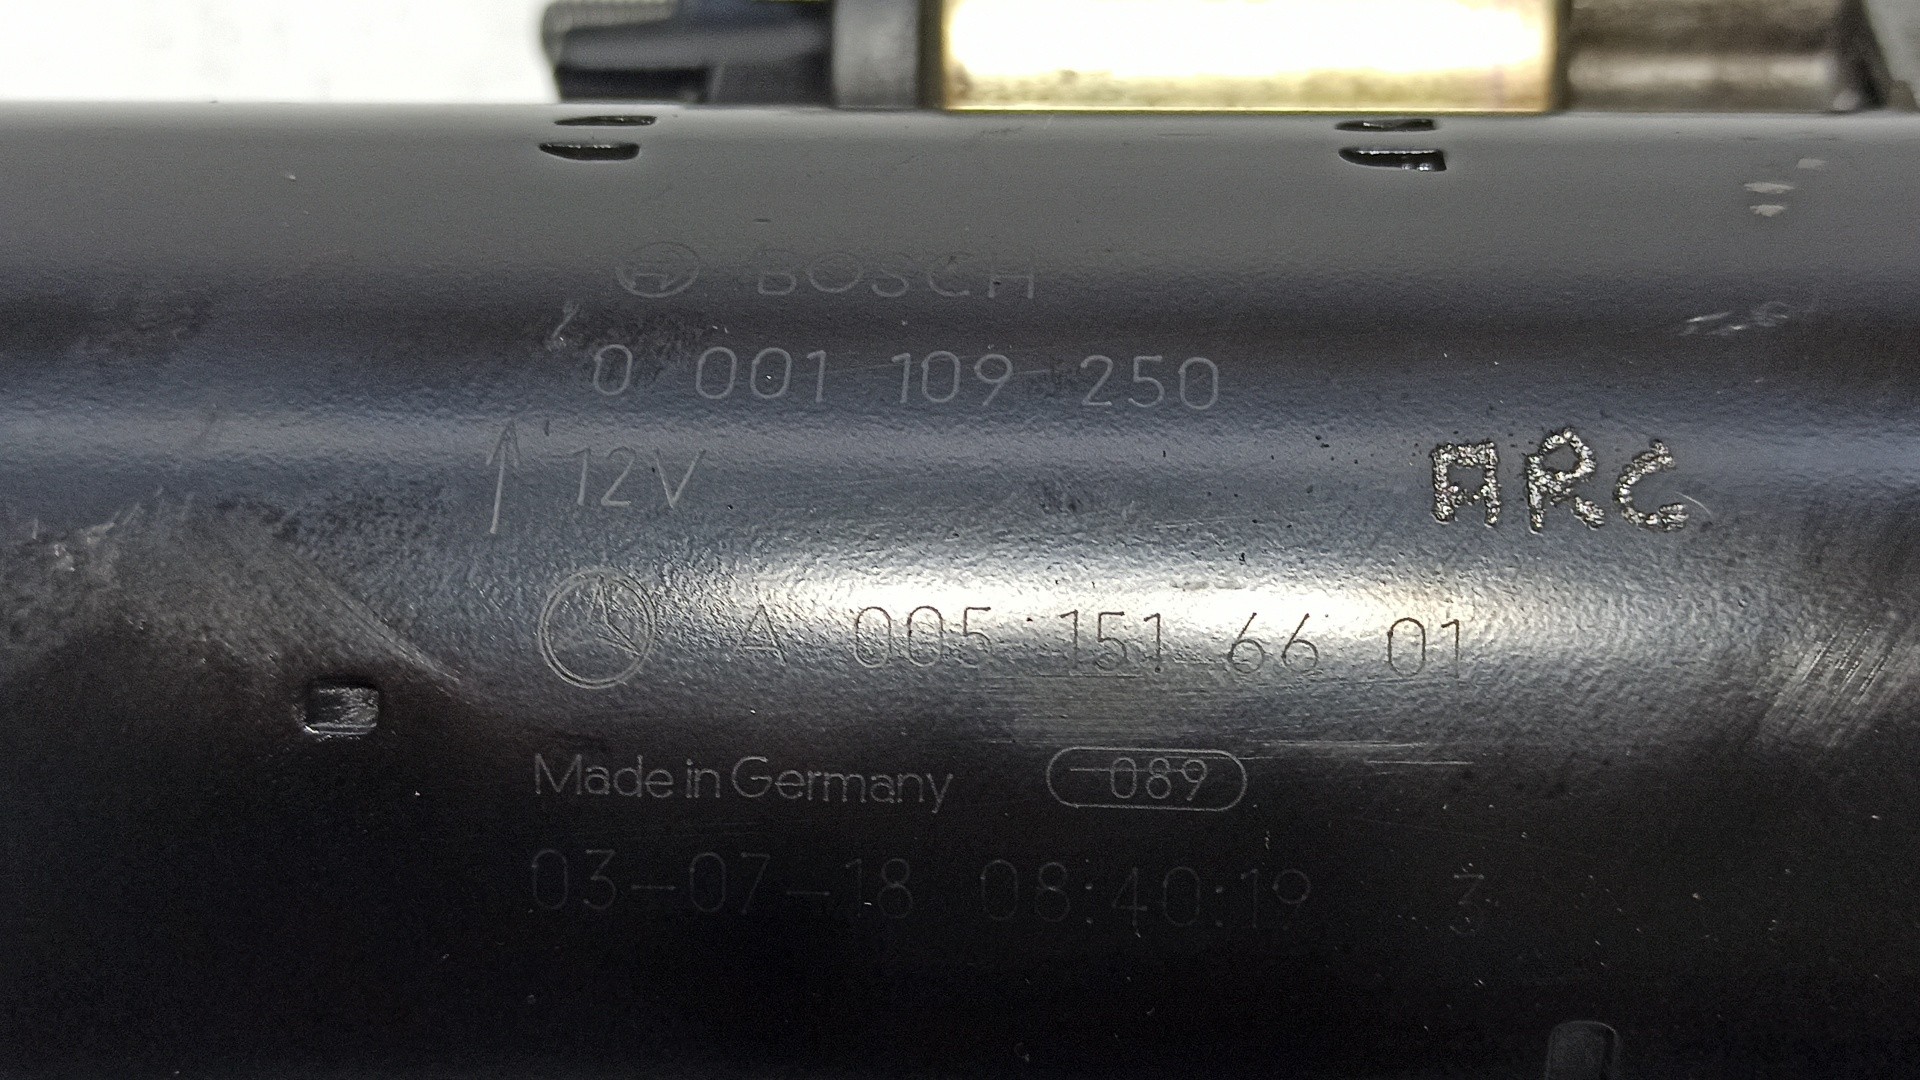 BOSCH
0 001 109 250
12V
ARC
A 005 151 66 01
Made in Germany 089
03-07-18 08:40:19 3